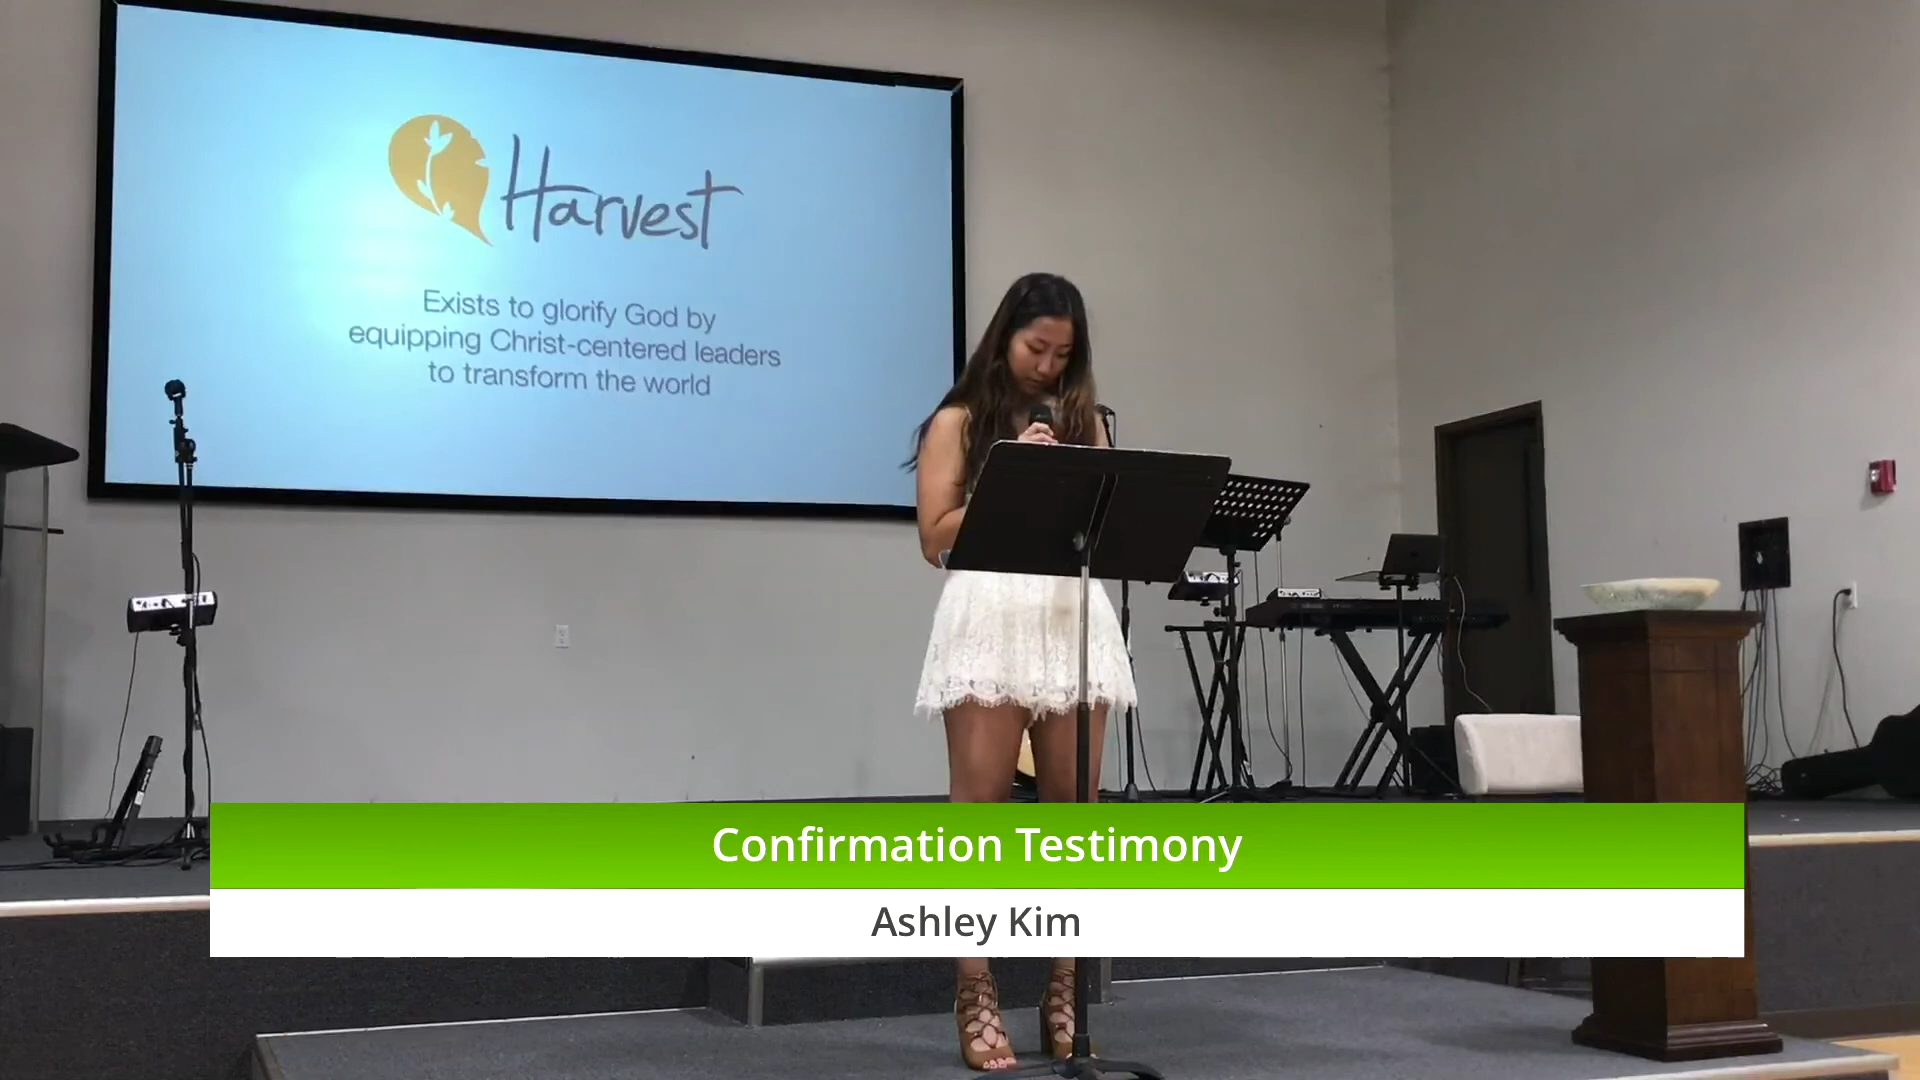 Harvest
Exists to glorify God by
equipping Christ-centered leaders
to transform the world
Confirmation Testimony
Ashley Kim